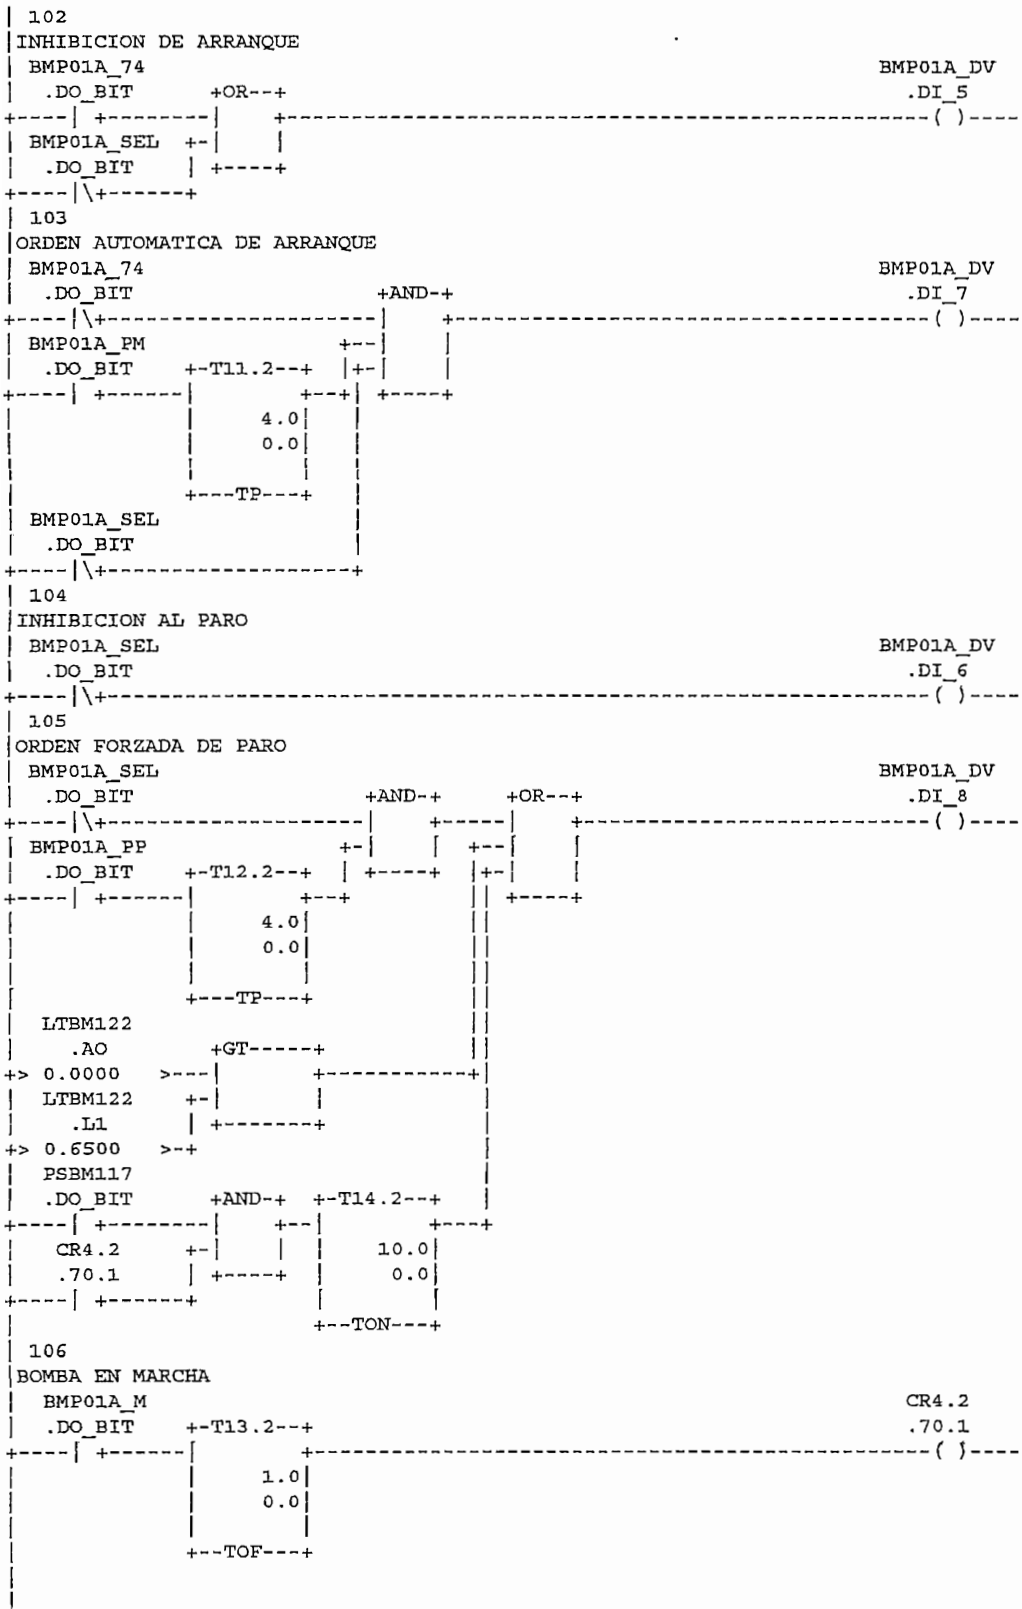 102
INHIBICION DE ARRANQUE
BMP01A_74 BMP01A_DV
.DO_BIT +OR--+ .DI_5
BMP01A_SEL
.DO_BIT
103
ORDEN AUTOMATICA DE ARRANQUE
BMP01A_74 BMP01A_DV
.DO_BIT +AND-+ .DI_7
BMP01A_PM
.DO_BIT +-T11.2--+
4.0
0.0
+---TP---+
BMP01A_SEL
.DO_BIT
104
INHIBICION AL PARO
BMP01A_SEL BMP01A_DV
.DO_BIT .DI_6
105
ORDEN FORZADA DE PARO
BMP01A_SEL BMP01A_DV
.DO_BIT +AND-+ +OR--+ .DI_8
BMP01A_PP
.DO_BIT +-T12.2--+
4.0
0.0
+---TP---+
LTBM122
.AO +GT-----+
+> 0.0000 >---
LTBM122
.L1
+> 0.6500 >-+
PSBM117
.DO_BIT +AND-+ +-T14.2--+
CR4.2 10.0
.70.1 0.0
+--TON---+
106
BOMBA EN MARCHA
BMP01A_M CR4.2
.DO_BIT +-T13.2--+ .70.1
1.0
0.0
+--TOF---+